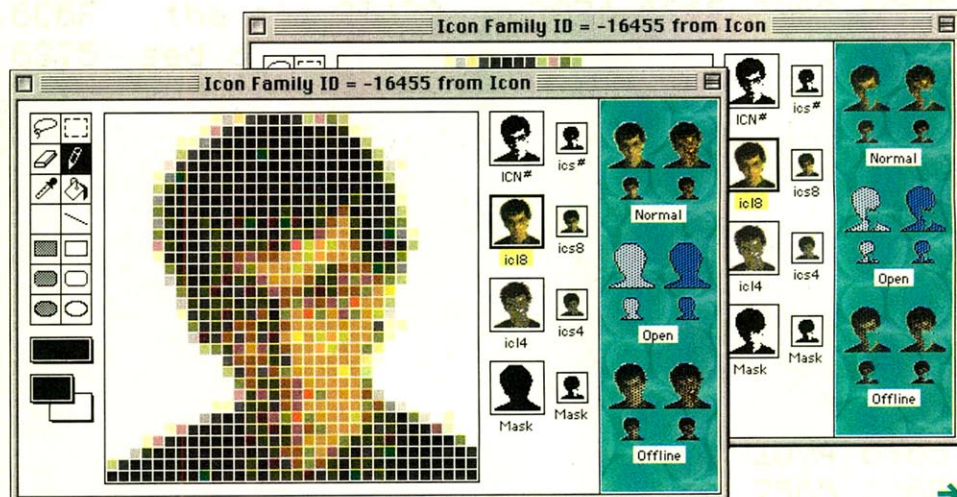 Icon Family ID = -16455 from Icon
ICN#
ics#
Normal
icl8
ics8
Open
icl4
ics4
Mask
Mask
Offline
Icon Family ID = -16455 from Icon
ICN#
ics#
Normal
icl8
ics8
icl4
ics4
Open
Mask
Mask
Offline